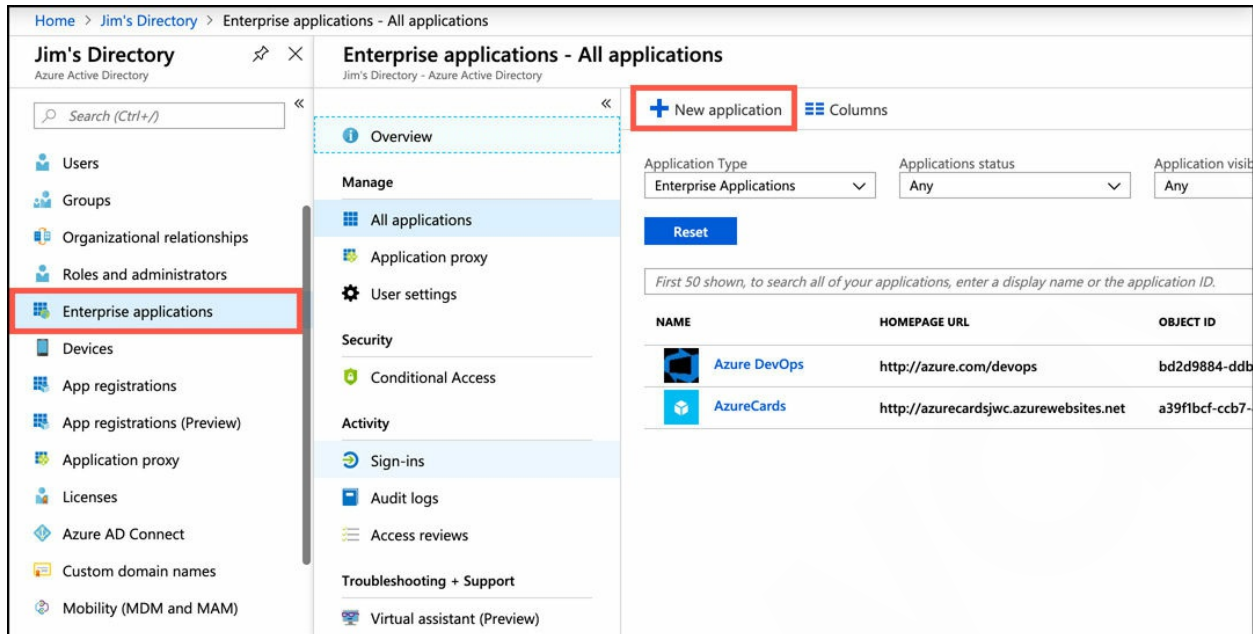 Home > Jim's Directory > Enterprise applications - All applications
Jim's Directory
Azure Active Directory
Search (Ctrl+/)
Users
Groups
Organizational relationships
Roles and administrators
Enterprise applications
Devices
App registrations
App registrations (Preview)
Application proxy
Licenses
Azure AD Connect
Custom domain names
Mobility (MDM and MAM)
Enterprise applications - All applications
Jim's Directory - Azure Active Directory
Overview
Manage
All applications
Application proxy
User settings
Security
Conditional Access
Activity
Sign-ins
Audit logs
Access reviews
Troubleshooting + Support
Virtual assistant (Preview)
New application Columns
Application Type Applications status Application visib
Enterprise Applications Any Any
Reset
First 50 shown, to search all of your applications, enter a display name or the application ID.
NAME HOMEPAGE URL OBJECT ID
Azure DevOps http://azure.com/devops bd2d9884-ddb
AzureCards http://azurecardsjwc.azurewebsites.net a39f1bcf-ccb7-